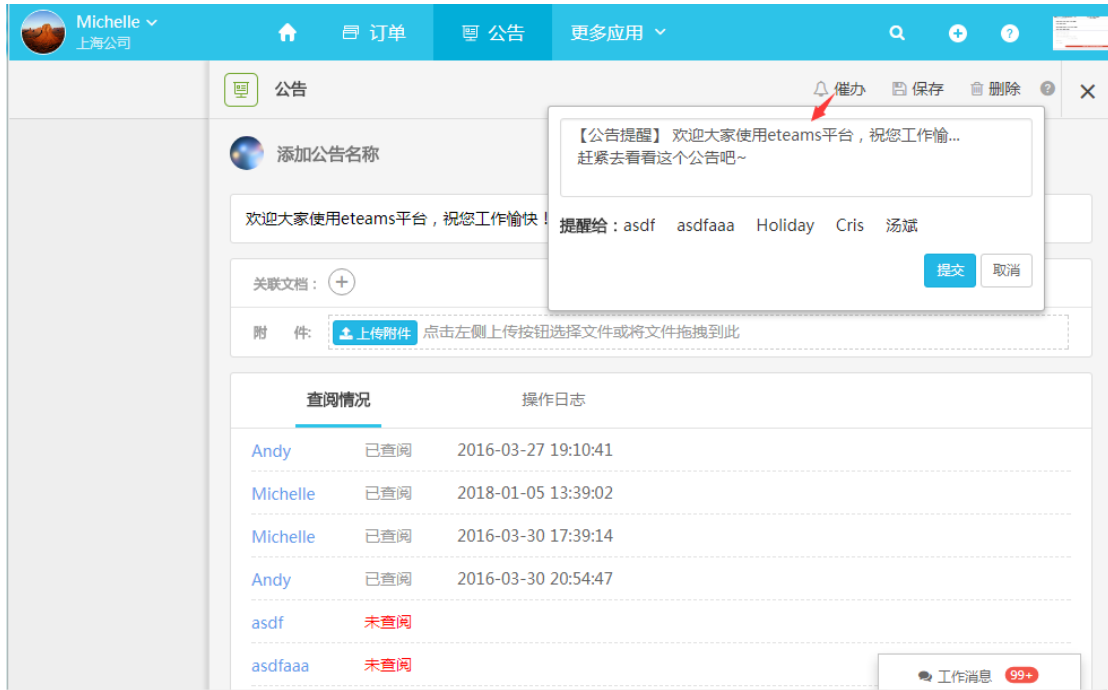 Michelle
上海公司
订单
公告
更多应用
公告
催办
保存
删除
添加公告名称
【公告提醒】 欢迎大家使用eteams平台，祝您工作愉...
赶紧去看看这个公告吧~
欢迎大家使用eteams平台，祝您工作愉快！
提醒给：asdf asdfaaa Holiday Cris 汤斌
提交 取消
关联文档：
附 件: 上传附件 点击左侧上传按钮选择文件或将文件拖拽到此
查阅情况 操作日志
Andy 已查阅 2016-03-27 19:10:41
Michelle 已查阅 2018-01-05 13:39:02
Michelle 已查阅 2016-03-30 17:39:14
Andy 已查阅 2016-03-30 20:54:47
asdf 未查阅
asdfaaa 未查阅
工作消息 99+